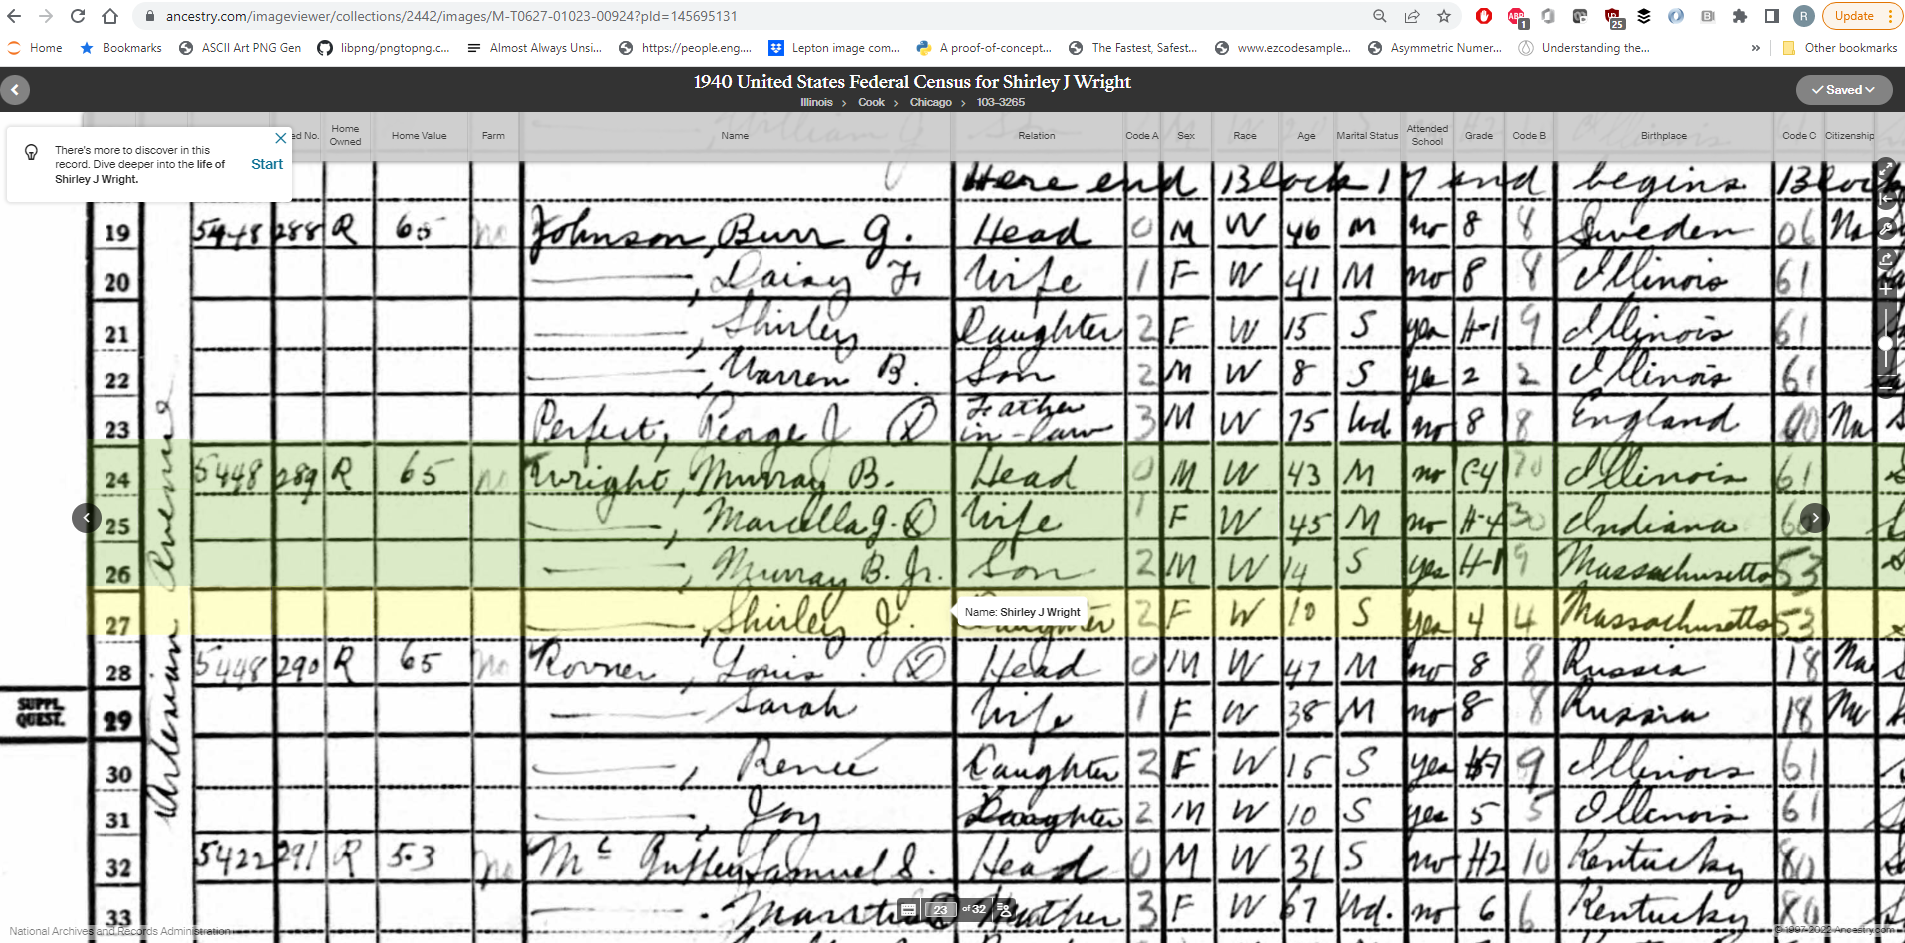 ancestry.com/imageviewer/collections/2442/images/M-T0627-01023-00924?pId=145695131
1
25
R
Update
Home Bookmarks ASCII Art PNG Gen libpng/pngtopng.c... Almost Always Unsi... https://people.eng.... Lepton image com... A proof-of-concept... The Fastest, Safest... www.ezcodesample... Asymmetric Numer... Understanding the... » Other bookmarks
1940 United States Federal Census for Shirley J Wright
Illinois > Cook > Chicago > 103-3265
Saved
There's more to discover in this
record. Dive deeper into the life of
Shirley J Wright.
Start
ed No. Home Owned Home Value Farm Name Relation Code A Sex Race Age Marital Status Attended School Grade Code B Birthplace Code C Citizenship
Here end Block 17 and begins Block
19 5448 288 R 65 no Johnson, Burr G. Head 0 M W 46 M no 8 8 Sweden 06 Na
20 , Daisy F. Wife 1 F W 41 M no 8 8 Illinois 61
21 , Shirley Daughter 2 F W 15 S yes H-1 9 Illinois 61
22 , Warren B. Son 2 M W 8 S yes 2 2 Illinois 61
23 Perfect, George J Father in-law 3 M W 75 Wd. no 8 8 England 00 Na
24 5448 289 R 65 no Wright, Murray B. Head 0 M W 43 M no C-4 70 Illinois 61
25 , Marcella J. Wife 1 F W 45 M no H-4 30 Indiana
26 , Murray B. Jr. Son 2 M W 14 S yes H-1 9 Massachusetts 53
27 , Shirley J. Daughter 2 F W 10 S yes 4 4 Massachusetts 53
Name: Shirley J Wright
28 5448 290 R 65 no Rovner, Louis Head 0 M W 47 M no 8 8 Russia 18 Na
SUPPL. QUEST.
29 Sarah Wife 1 F W 38 M no 8 8 Russia 18 Na
30 , Renee Daughter 2 F W 15 S yes 9 Illinois 61
31 , Joy Daughter 2 M W 10 S yes 5 5 Illinois 61
32 5422 291 R 53 no Samuel S. Head 0 M W 31 S no H2 10 Kentucky 80
33 Mother 3 F W 67 Wd. no 6 6 Kentucky 80
Artesian Avenue
23 of 32
National Archives and Records Administration
© 1997-2022 Ancestry.com